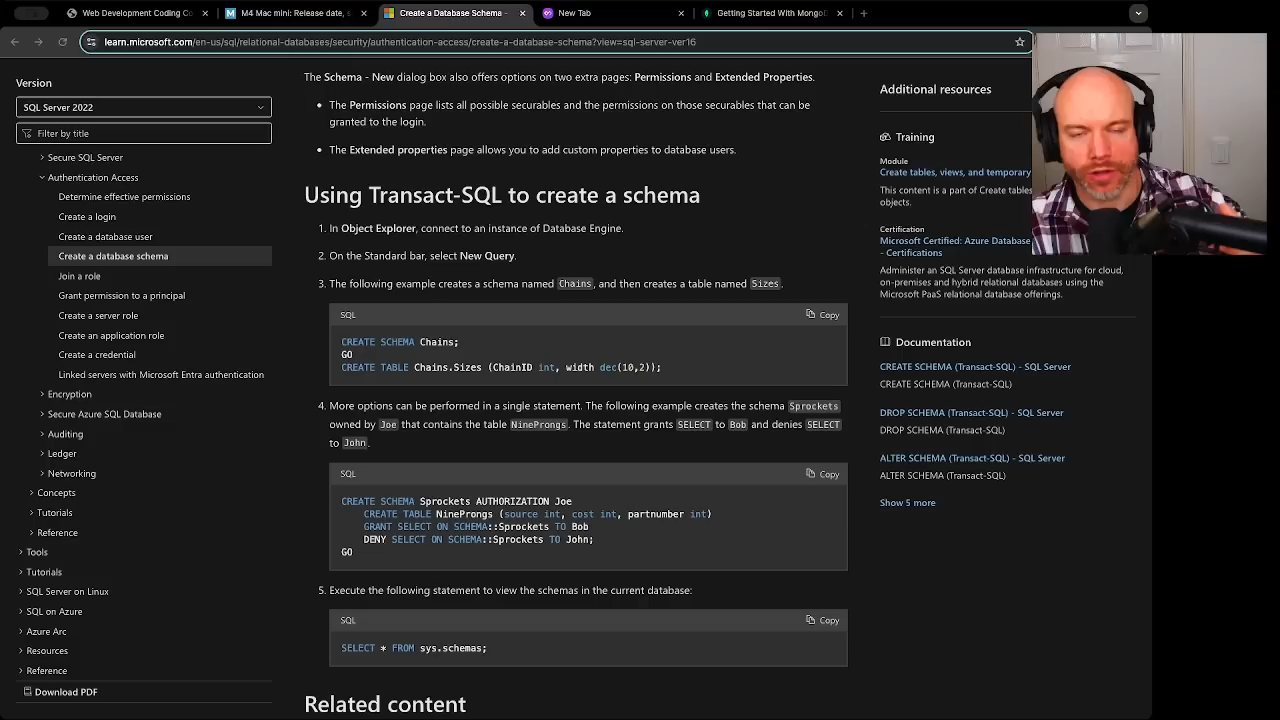 Web Development Coding Co
M4 Mac mini: Release date, s
Create a Database Schema -
New Tab
Getting Started With MongoD
learn.microsoft.com/en-us/sql/relational-databases/security/authentication-access/create-a-database-schema?view=sql-server-ver16
Version
SQL Server 2022
Filter by title
Secure SQL Server
Authentication Access
Determine effective permissions
Create a login
Create a database user
Create a database schema
Join a role
Grant permission to a principal
Create a server role
Create an application role
Create a credential
Linked servers with Microsoft Entra authentication
Encryption
Secure Azure SQL Database
Auditing
Ledger
Networking
Concepts
Tutorials
Reference
Tools
Tutorials
SQL Server on Linux
SQL on Azure
Azure Arc
Resources
Reference
Download PDF
The Schema - New dialog box also offers options on two extra pages: Permissions and Extended Properties.
• The Permissions page lists all possible securables and the permissions on those securables that can be
granted to the login.
• The Extended properties page allows you to add custom properties to database users.
Using Transact-SQL to create a schema
1. In Object Explorer, connect to an instance of Database Engine.
2. On the Standard bar, select New Query.
3. The following example creates a schema named Chains, and then creates a table named Sizes.
SQL
Copy
CREATE SCHEMA Chains;
GO
CREATE TABLE Chains.Sizes (ChainID int, width dec(10,2));
4. More options can be performed in a single statement. The following example creates the schema Sprockets
owned by Joe that contains the table NineProngs. The statement grants SELECT to Bob and denies SELECT
to John.
SQL
Copy
CREATE SCHEMA Sprockets AUTHORIZATION Joe
CREATE TABLE NineProngs (source int, cost int, partnumber int)
GRANT SELECT ON SCHEMA::Sprockets TO Bob
DENY SELECT ON SCHEMA::Sprockets TO John;
GO
5. Execute the following statement to view the schemas in the current database:
SQL
Copy
SELECT * FROM sys.schemas;
Related content
Additional resources
Training
Module
Create tables, views, and temporary
This content is a part of Create tables
objects.
Certification
Microsoft Certified: Azure Database
- Certifications
Administer an SQL Server database infrastructure for cloud,
on-premises and hybrid relational databases using the
Microsoft PaaS relational database offerings.
Documentation
CREATE SCHEMA (Transact-SQL) - SQL Server
CREATE SCHEMA (Transact-SQL)
DROP SCHEMA (Transact-SQL) - SQL Server
DROP SCHEMA (Transact-SQL)
ALTER SCHEMA (Transact-SQL) - SQL Server
ALTER SCHEMA (Transact-SQL)
Show 5 more